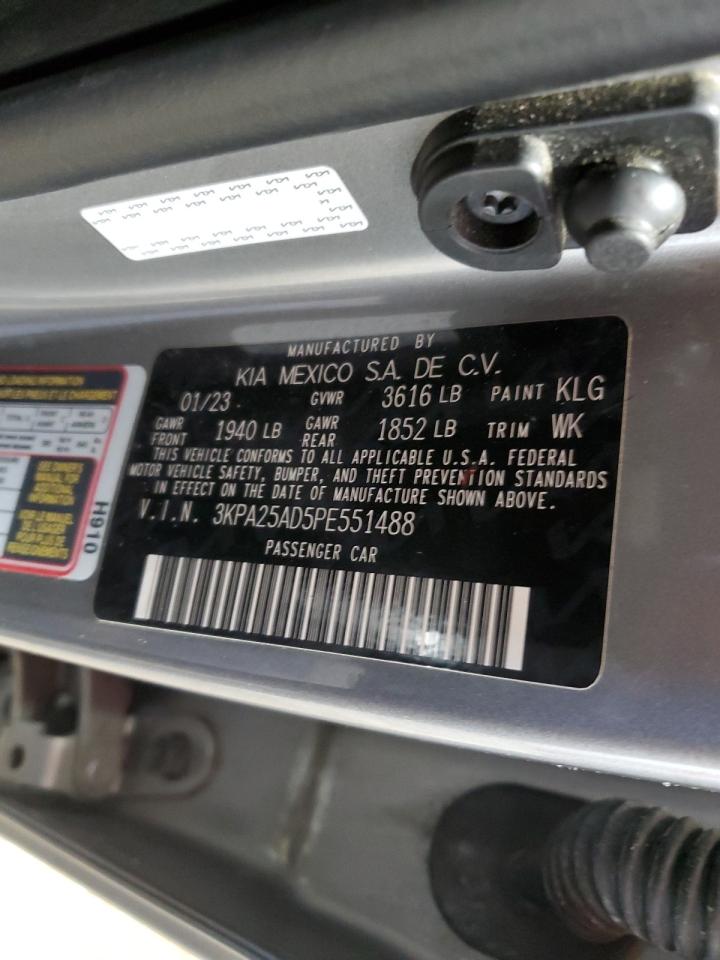 MANUFACTURED BY
KIA MEXICO S.A. DE C.V.
01/23 GVWR 3616 LB PAINT KLG
GAWR FRONT 1940 LB GAWR REAR 1852 LB TRIM WK
THIS VEHICLE CONFORMS TO ALL APPLICABLE U.S.A. FEDERAL
MOTOR VEHICLE SAFETY, BUMPER, AND THEFT PREVENTION STANDARDS
IN EFFECT ON THE DATE OF MANUFACTURE SHOWN ABOVE.
V.I.N. 3KPA25AD5PE551488
PASSENGER CAR
H910